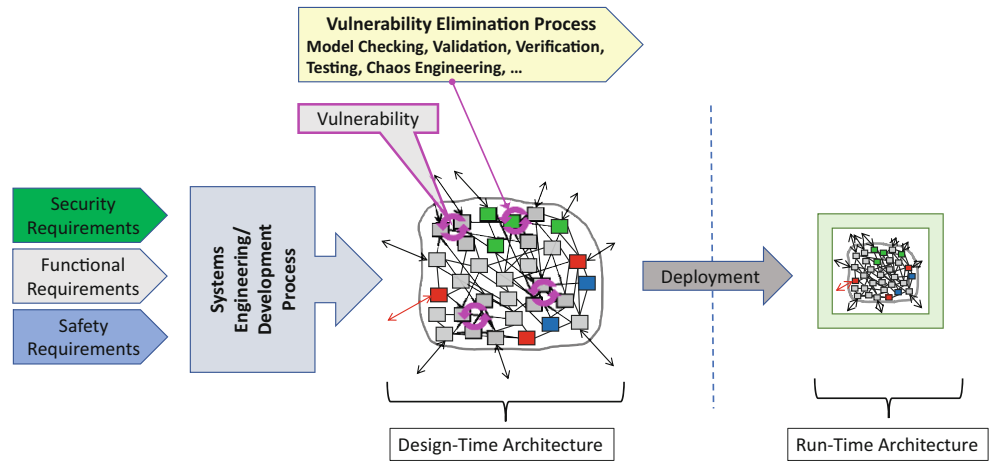 Vulnerability Elimination Process
Model Checking, Validation, Verification,
Testing, Chaos Engineering, ...
Vulnerability
Security
Requirements
Functional
Requirements
Safety
Requirements
Systems
Engineering/
Development
Process
Deployment
Design-Time Architecture
Run-Time Architecture